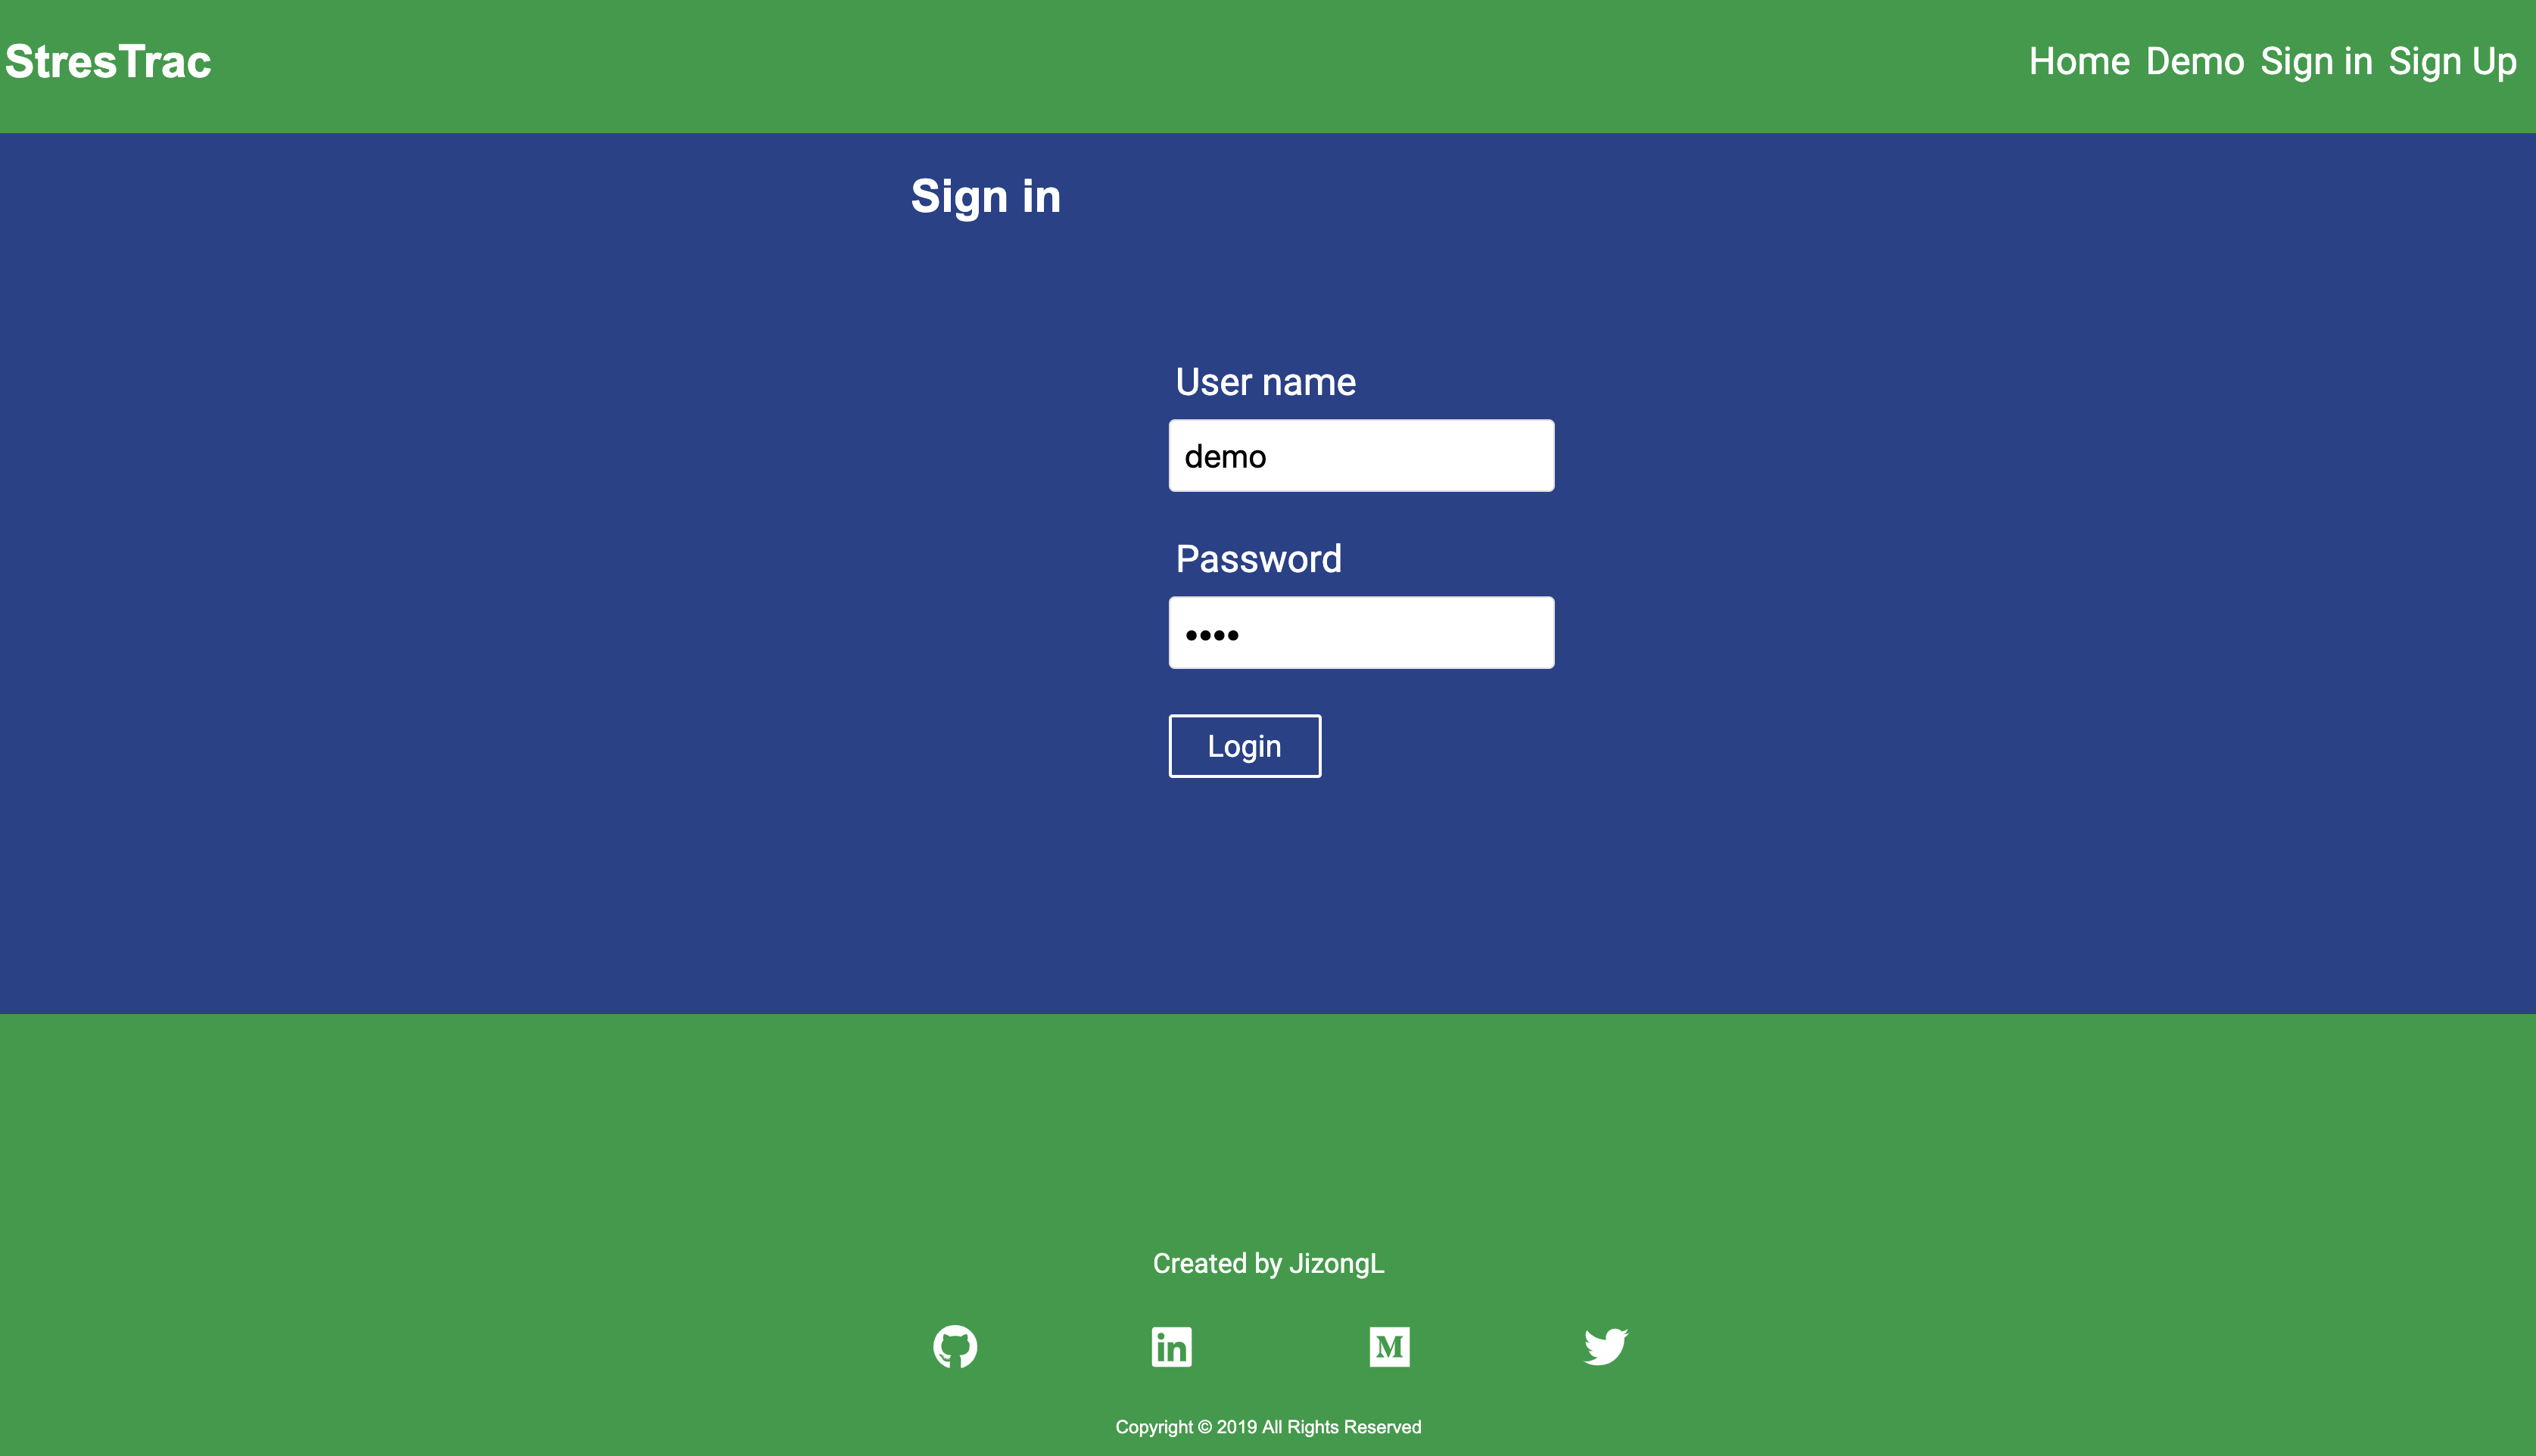 StresTrac
Home Demo Sign in Sign Up
Sign in
User name
demo
Password
••••
Login
Created by JizongL
Copyright © 2019 All Rights Reserved